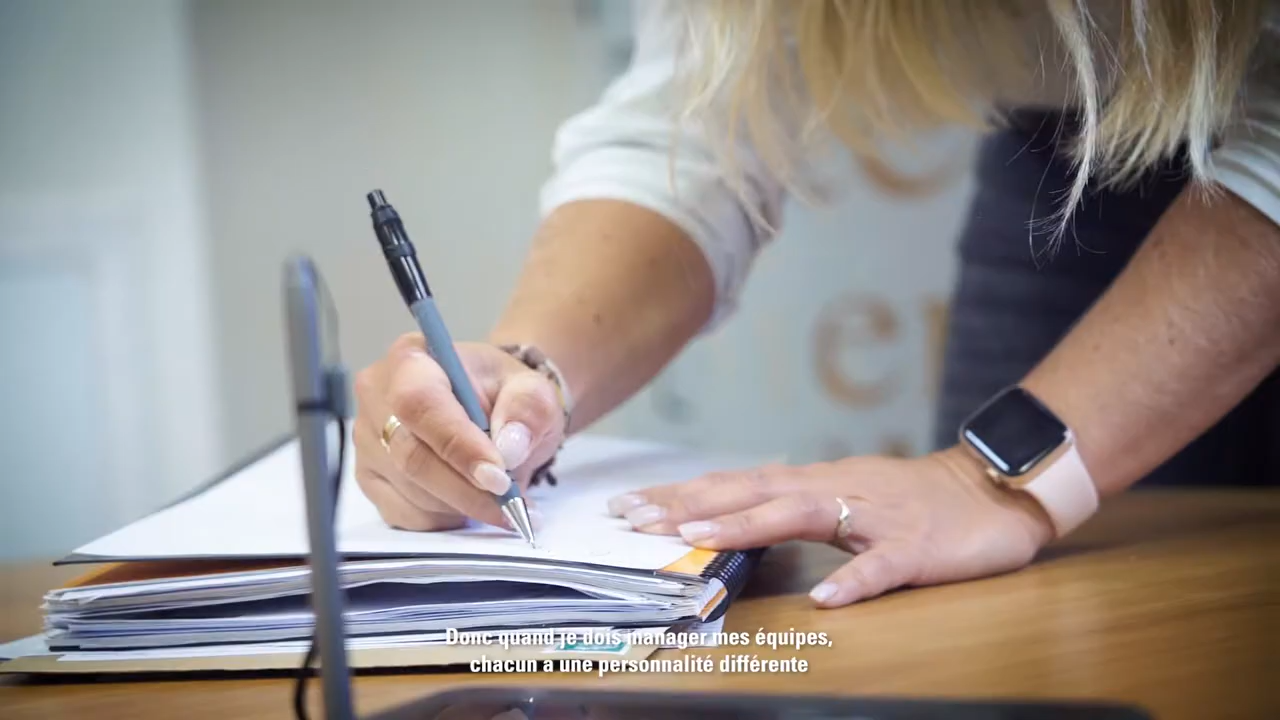 Donc quand je dois manager mes équipes,
chacun a une personnalité différente